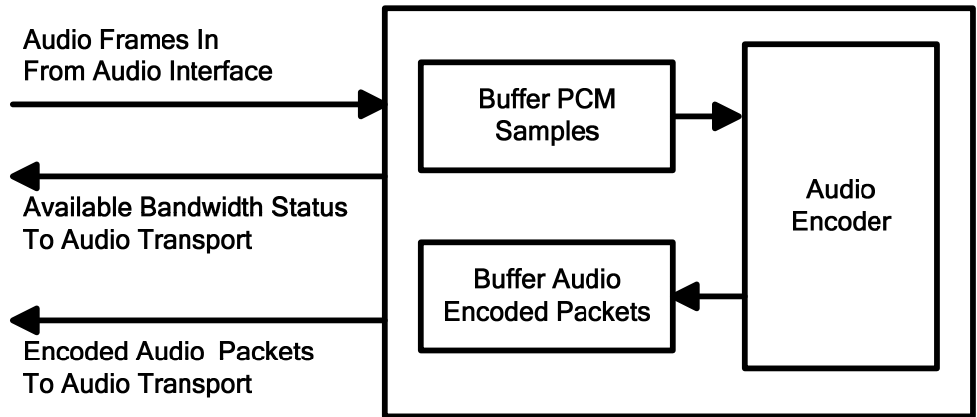 Audio Frames In
From Audio Interface
Available Bandwidth Status
To Audio Transport
Encoded Audio Packets
To Audio Transport
Buffer PCM
Samples
Buffer Audio
Encoded Packets
Audio
Encoder